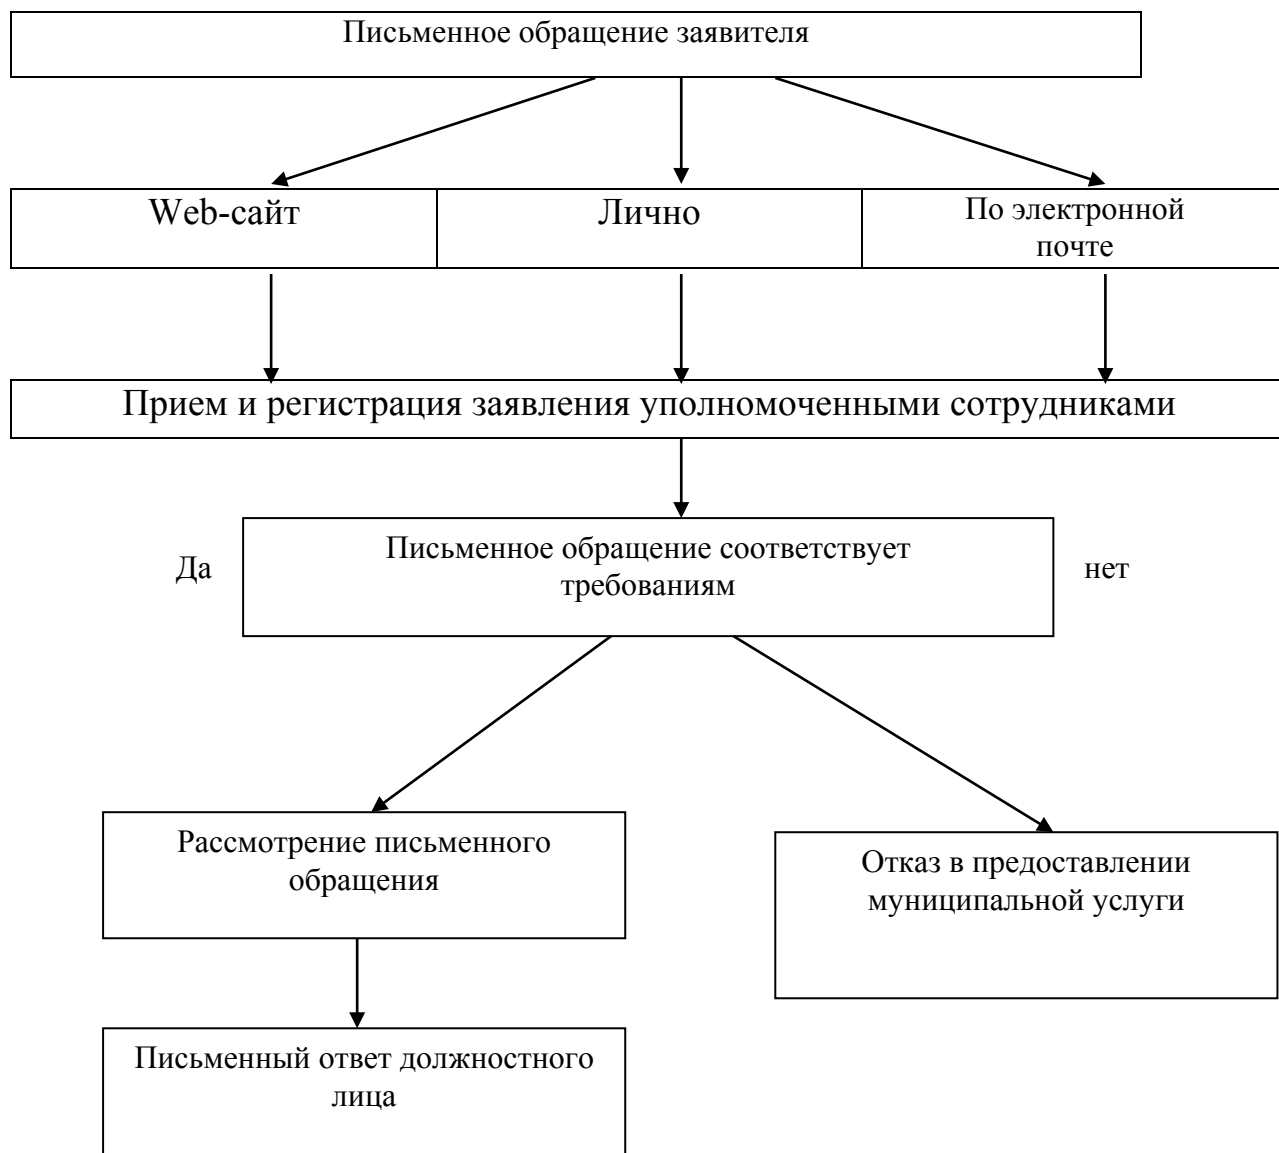 Письменное обращение заявителя
Web-сайт
Лично
По электронной
почте
Прием и регистрация заявления уполномоченными сотрудниками
Да
Письменное обращение соответствует
требованиям
нет
Рассмотрение письменного
обращения
Отказ в предоставлении
муниципальной услуги
Письменный ответ должностного
лица